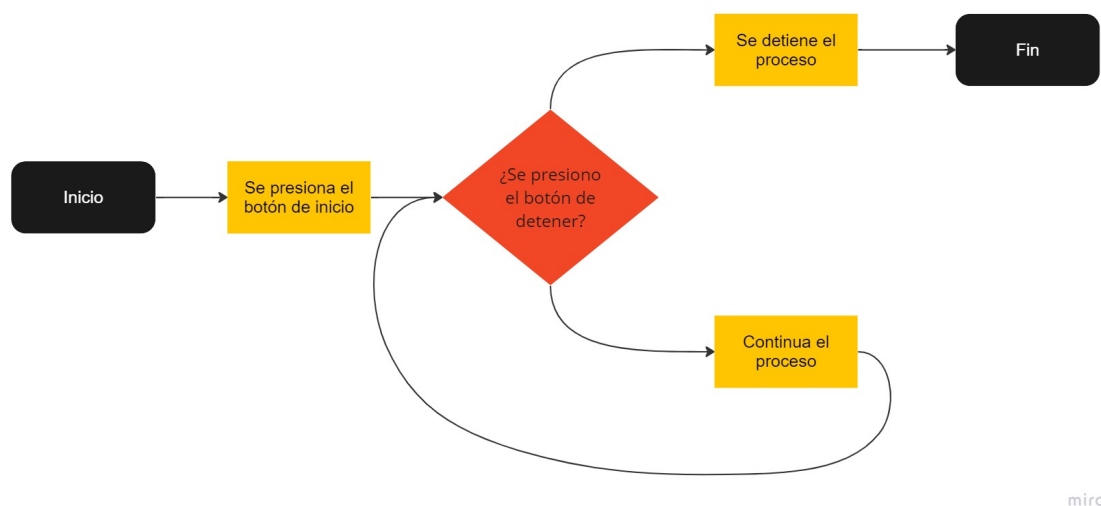 Inicio
Se presiona el
botón de inicio
¿Se presiono
el botón de
detener?
Se detiene el
proceso
Fin
Continua el
proceso